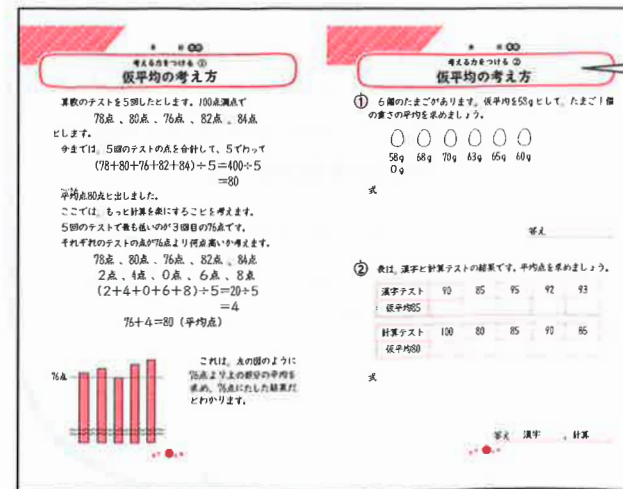 考える力をつける ①
仮平均の考え方
算数のテストを5回したとします。100点満点で
78点、80点、76点、82点、84点
とします。
今までは、5回のテストの点を合計して、5でわって
(78+80+76+82+84)÷5=400÷5
=80
平均点80点と出しました。
ここでは、もっと計算を楽にすることを考えます。
5回のテストで最も低いのが3回目の76点です。
それぞれのテストの点が76点より何点高いか考えます。
78点、80点、76点、82点、84点
2点、4点、0点、6点、8点
(2+4+0+6+8)÷5=20÷5
=4
76+4=80(平均点)
76点
これは、左の図のように
76点より上の部分の平均を
求め、76点にたした結果だ
とわかります。
考える力をつける ②
仮平均の考え方
① 6個のたまごがあります。仮平均を58gとして、たまご1個
の重さの平均を求めましょう。
58g 68g 70g 63g 65g 60g
0g
式
答え
② 表は、漢字と計算テストの結果です。平均点を求めましょう。
漢字テスト 90 85 95 92 93
仮平均85
計算テスト 100 80 85 90 85
仮平均80
式
答え 漢字 、計算